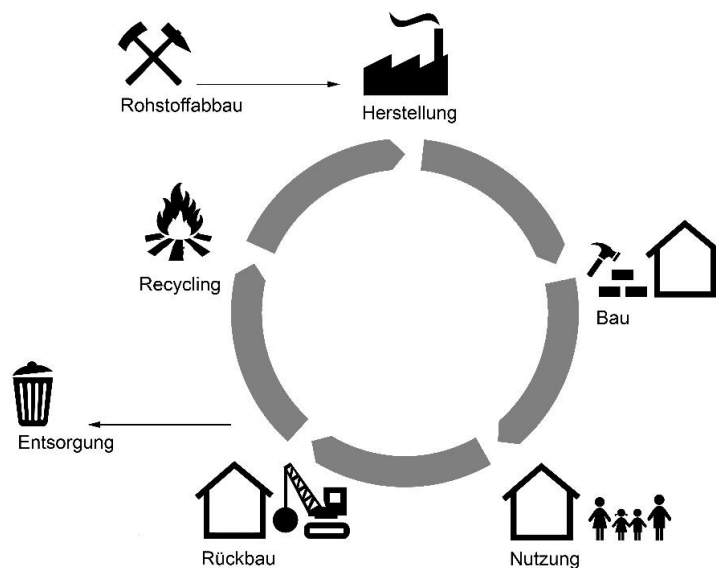 Rohstoffabbau
Herstellung
Bau
Nutzung
Rückbau
Entsorgung
Recycling